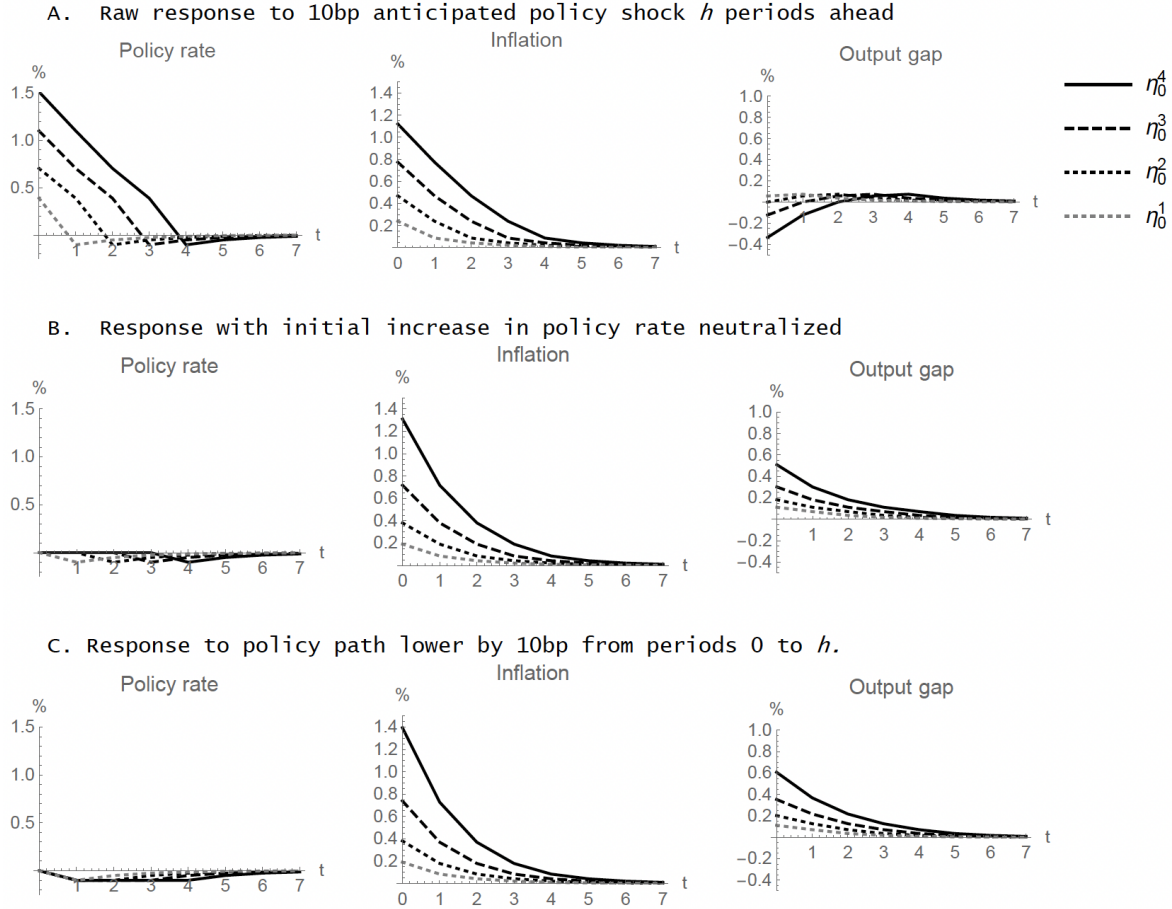 A. Raw response to 10bp anticipated policy shock h periods ahead
Policy rate
Inflation
Output gap
%
1.5
1.0
0.5
1 2 3 4 5 6 7 t
%
1.4
1.2
1.0
0.8
0.6
0.4
0.2
0 1 2 3 4 5 6 7 t
%
1.0
0.8
0.6
0.4
0.2
−0.2
−0.4
1 2 3 4 5 6 7 t
η₀⁴
η₀³
η₀²
η₀¹
B. Response with initial increase in policy rate neutralized
Policy rate
Inflation
Output gap
%
1.5
1.0
0.5
1 2 3 4 5 6 7 t
%
1.4
1.2
1.0
0.8
0.6
0.4
0.2
0 1 2 3 4 5 6 7 t
%
1.0
0.8
0.6
0.4
0.2
−0.2
−0.4
1 2 3 4 5 6 7 t
C. Response to policy path lower by 10bp from periods 0 to h.
Policy rate
Inflation
Output gap
%
1.5
1.0
0.5
1 2 3 4 5 6 7 t
%
1.4
1.2
1.0
0.8
0.6
0.4
0.2
0 1 2 3 4 5 6 7 t
%
1.0
0.8
0.6
0.4
0.2
−0.2
−0.4
1 2 3 4 5 6 7 t